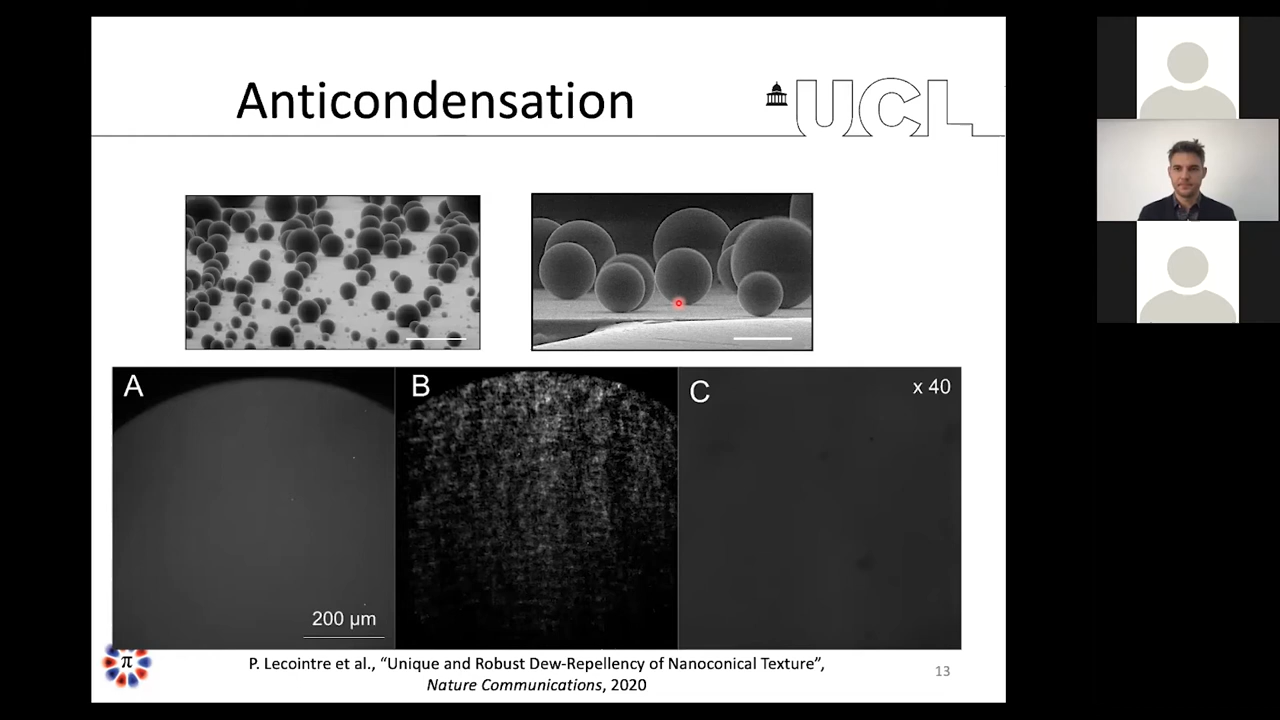 Anticondensation
UCL
A
B
C
x 40
200 µm
π
P. Lecointre et al., “Unique and Robust Dew-Repellency of Nanoconical Texture”,
Nature Communications, 2020
13